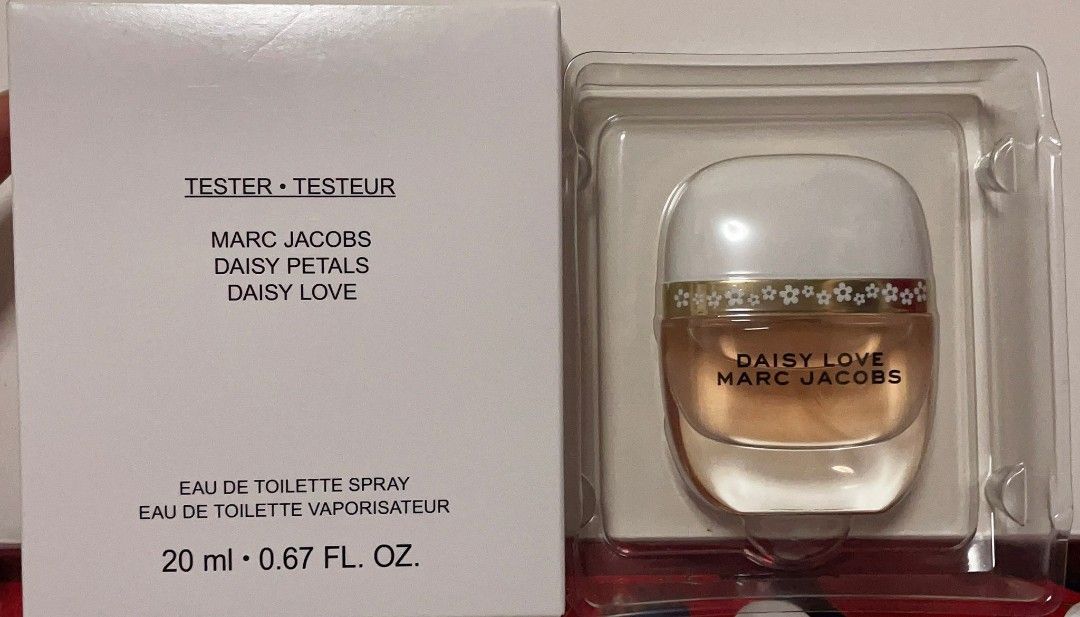 TESTER • TESTEUR
MARC JACOBS
DAISY PETALS
DAISY LOVE
EAU DE TOILETTE SPRAY
EAU DE TOILETTE VAPORISATEUR
20 ml • 0.67 FL. OZ.
DAISY LOVE
MARC JACOBS